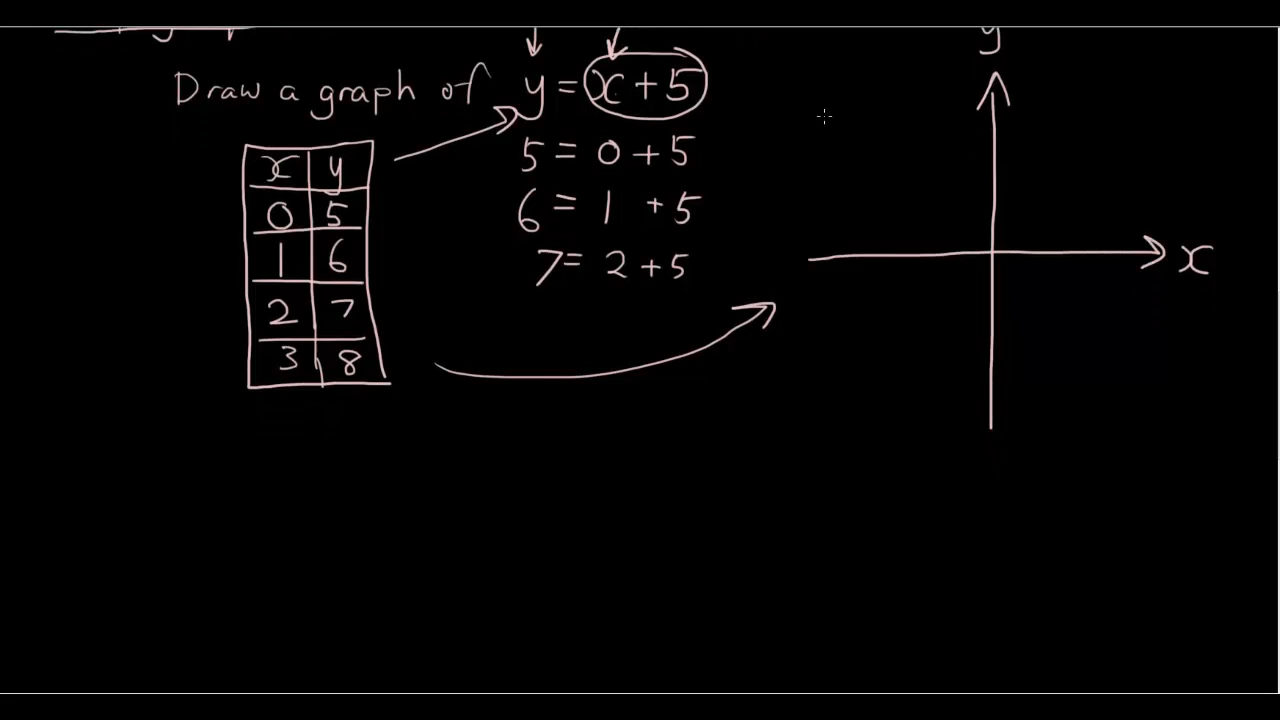 Draw a graph of y = x + 5
x y
0 5
1 6
2 7
3 8
5 = 0 + 5
6 = 1 + 5
7 = 2 + 5
y
x